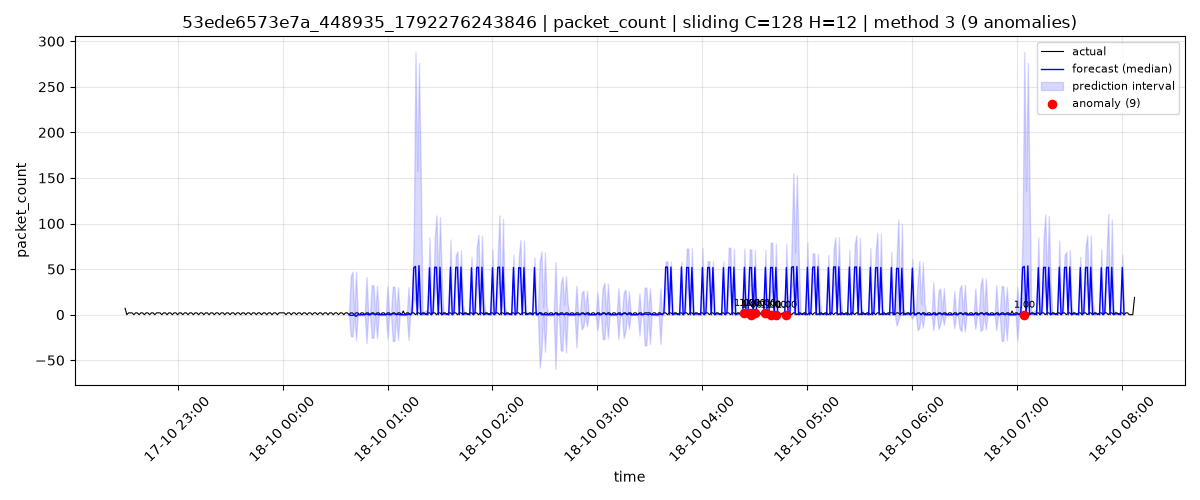 53ede6573e7a_448935_1792276243846 | packet_count | sliding C=128 H=12 | method 3 (9 anomalies)
actual
forecast (median)
prediction interval
anomaly (9)
packet_count
300
250
200
150
100
50
0
−50
1.00
17-10 23:00
18-10 00:00
18-10 01:00
18-10 02:00
18-10 03:00
18-10 04:00
18-10 05:00
18-10 06:00
18-10 07:00
18-10 08:00
time